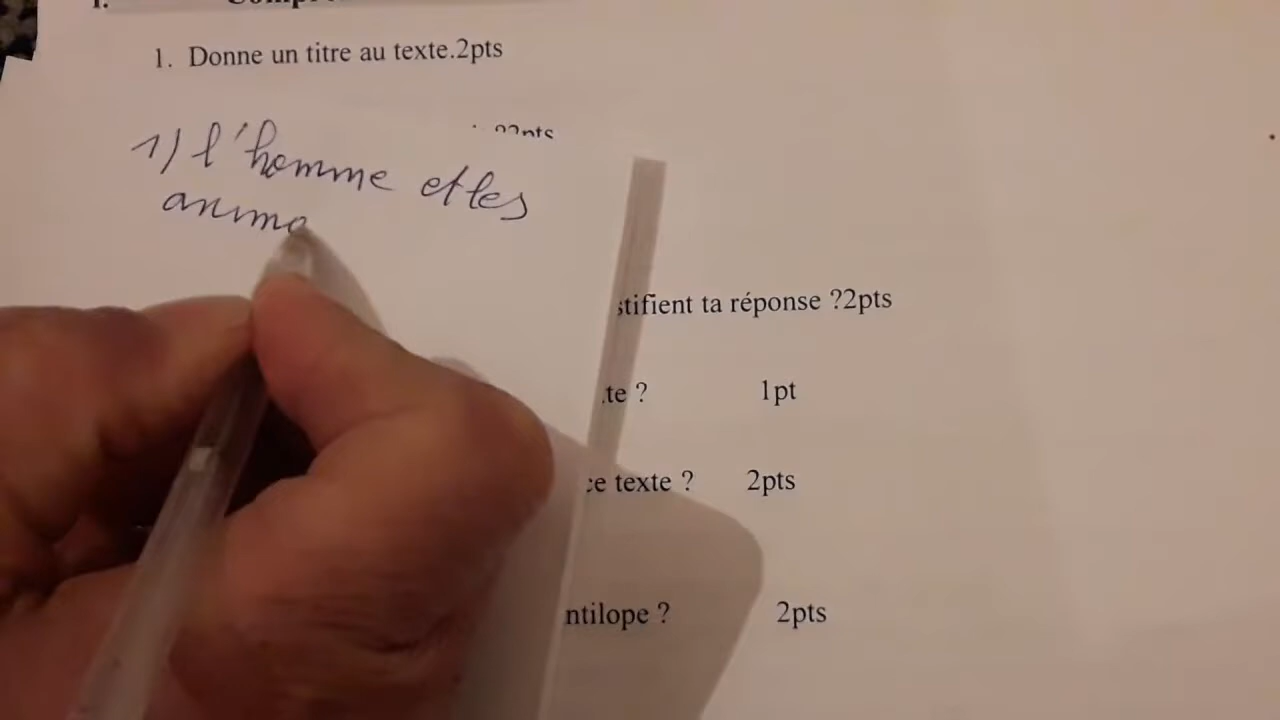 1. Donne un titre au texte.2pts
1) l'homme et les
anima
stifient ta réponse ?2pts
te ? 1pt
ce texte ? 2pts
ntilope ? 2pts